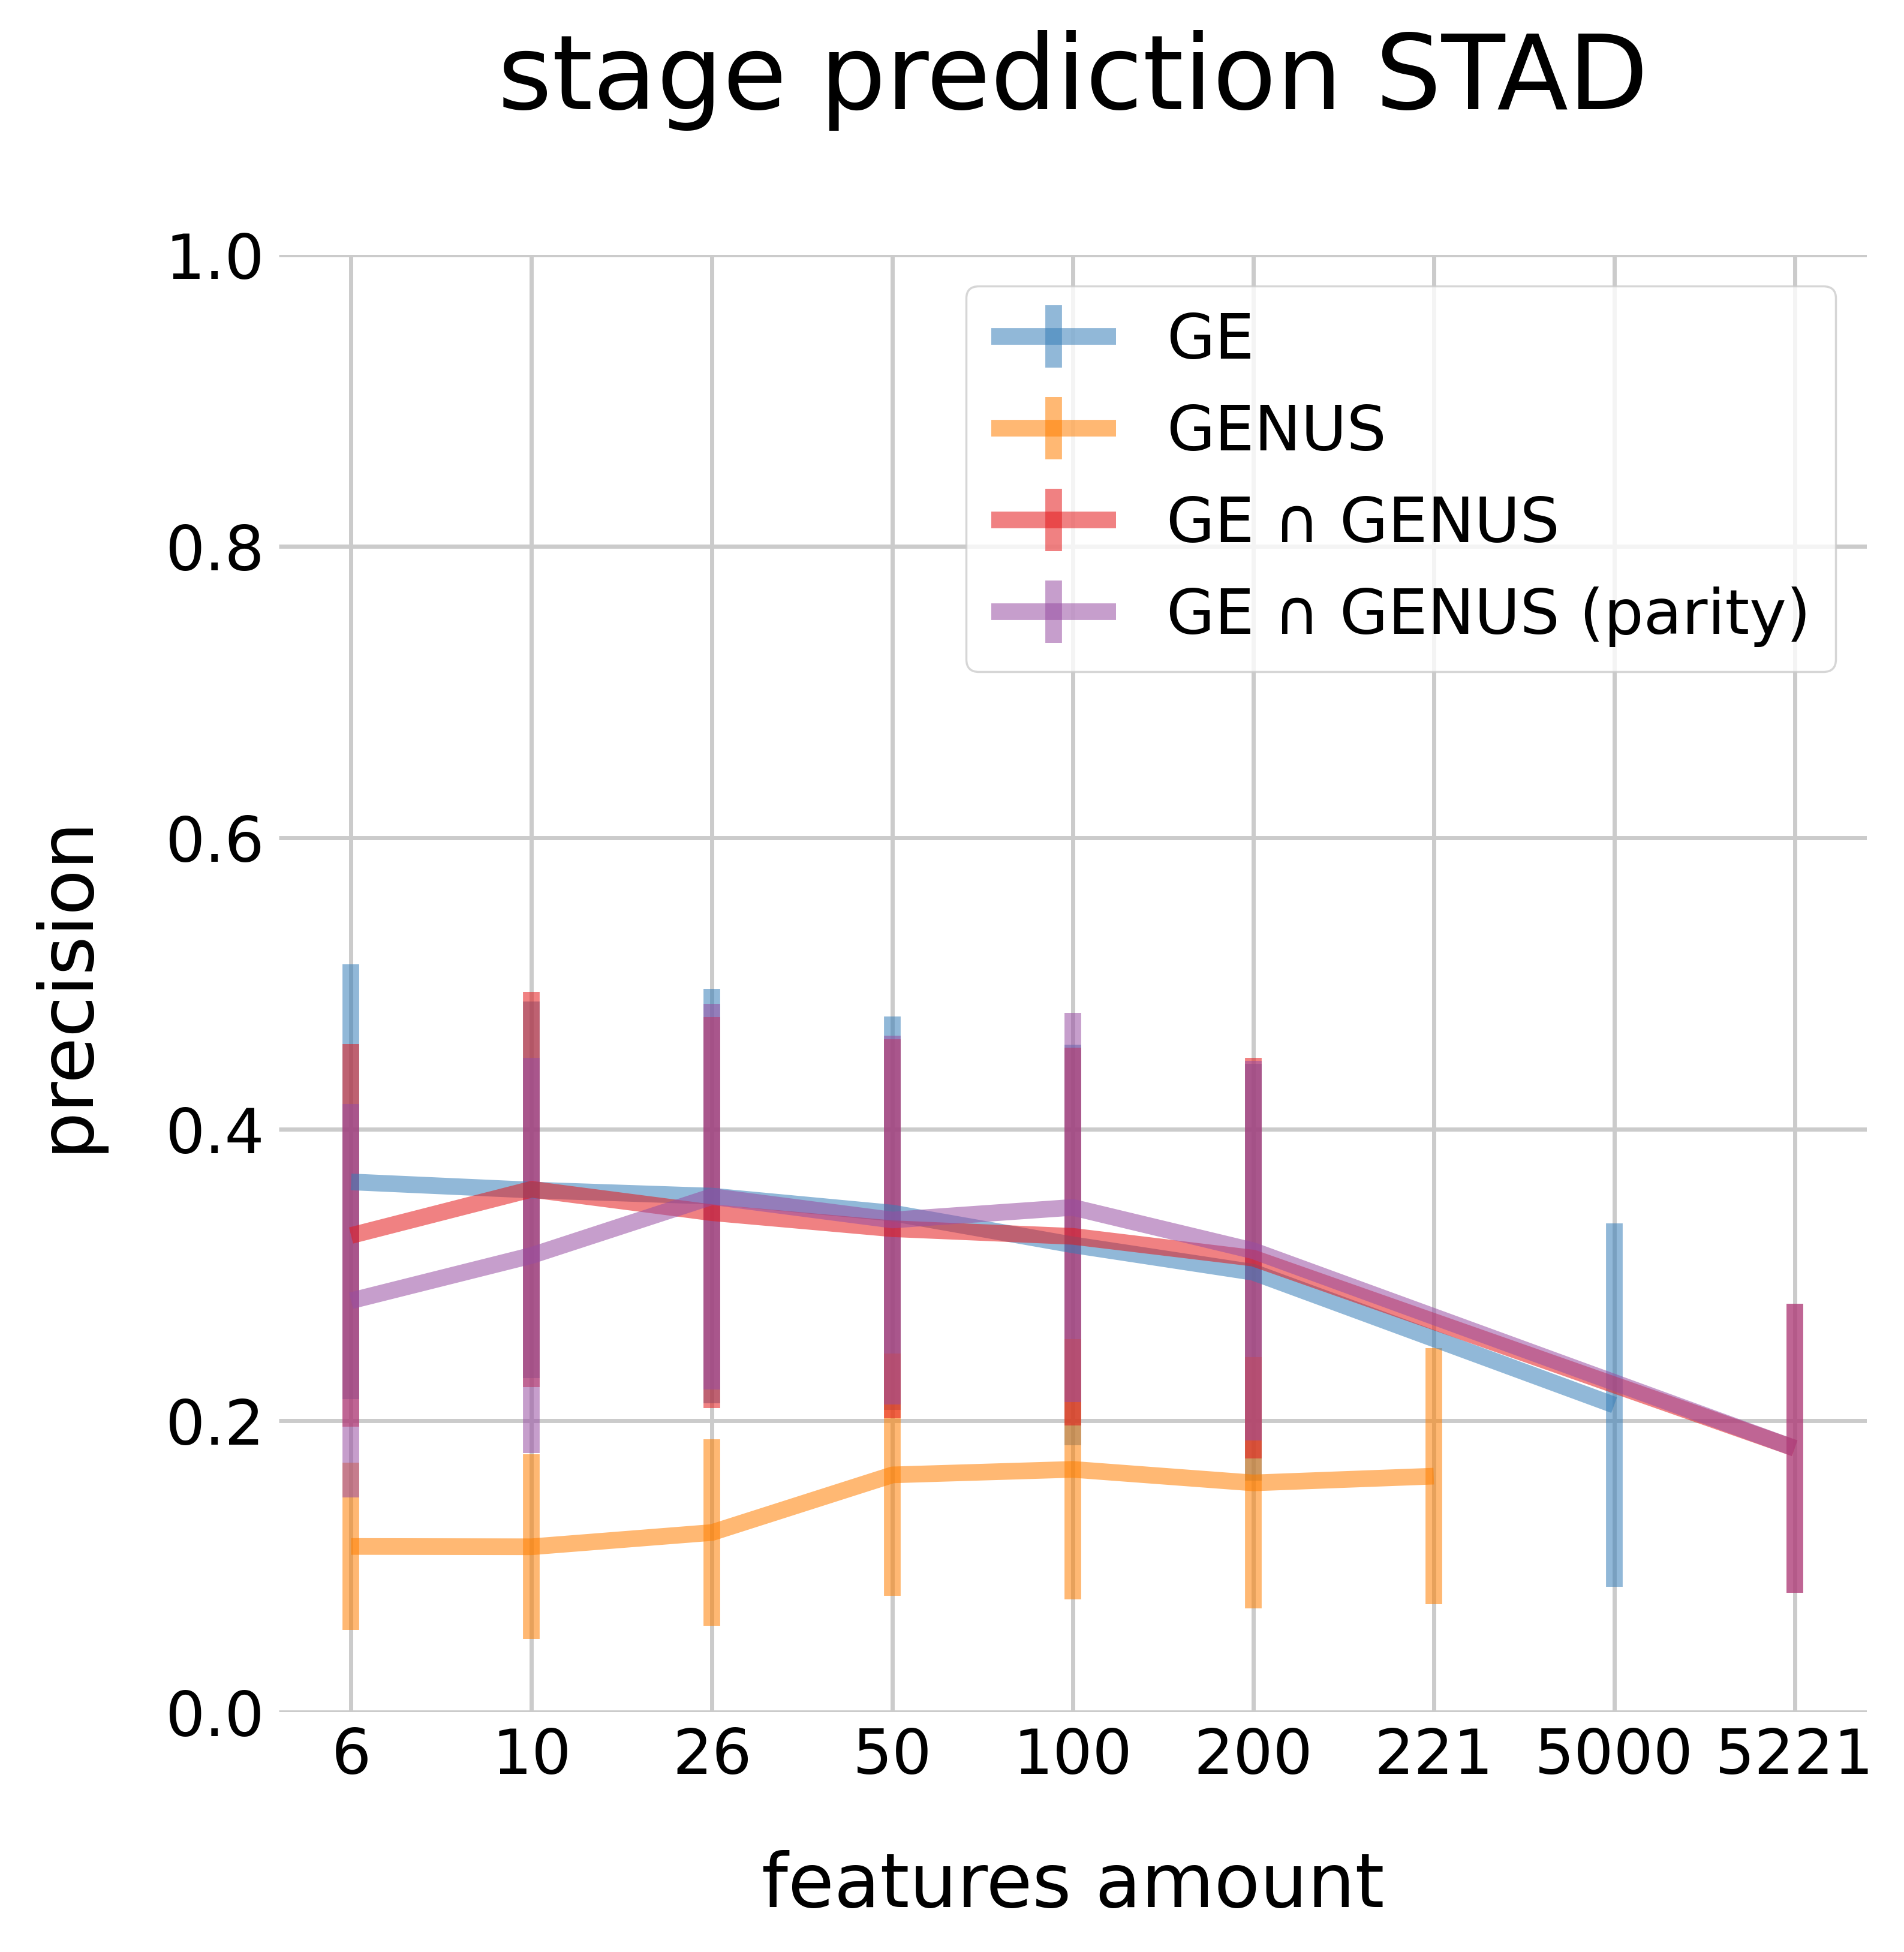 stage prediction STAD
1.0
0.8
0.6
0.4
0.2
0.0
precision
GE
GENUS
GE ∩ GENUS
GE ∩ GENUS (parity)
6 10 26 50 100 200 221 5000 5221
features amount